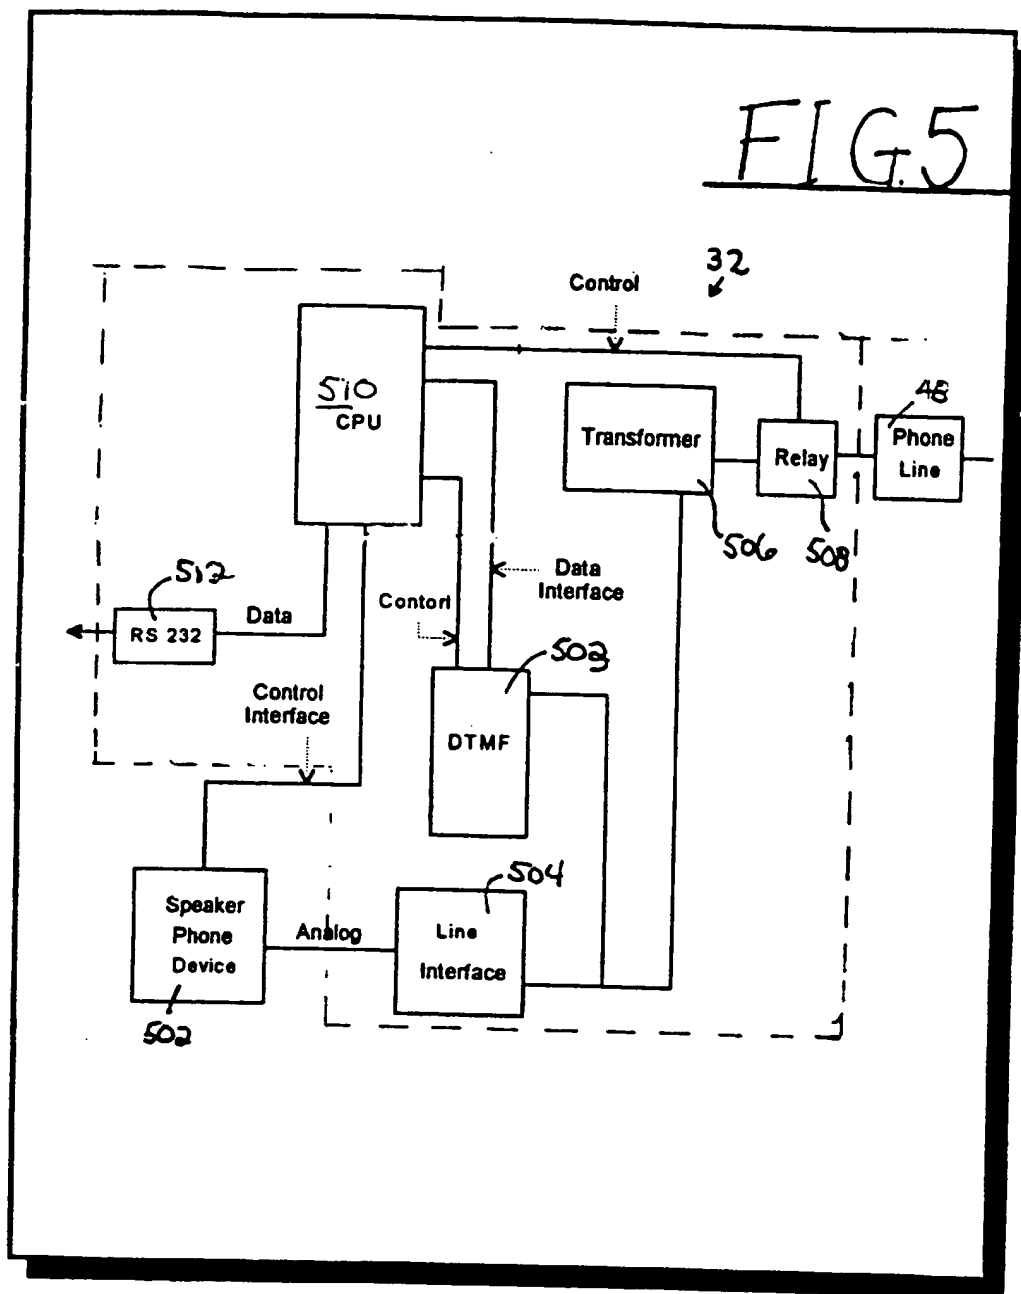 FIG.5
32
Control
510
CPU
48
Transformer
Relay
Phone
Line
506
508
512
RS 232
Data
Contorl
Data
Interface
502
DTMF
Control
Interface
504
Speaker
Phone
Device
Analog
Line
Interface
502